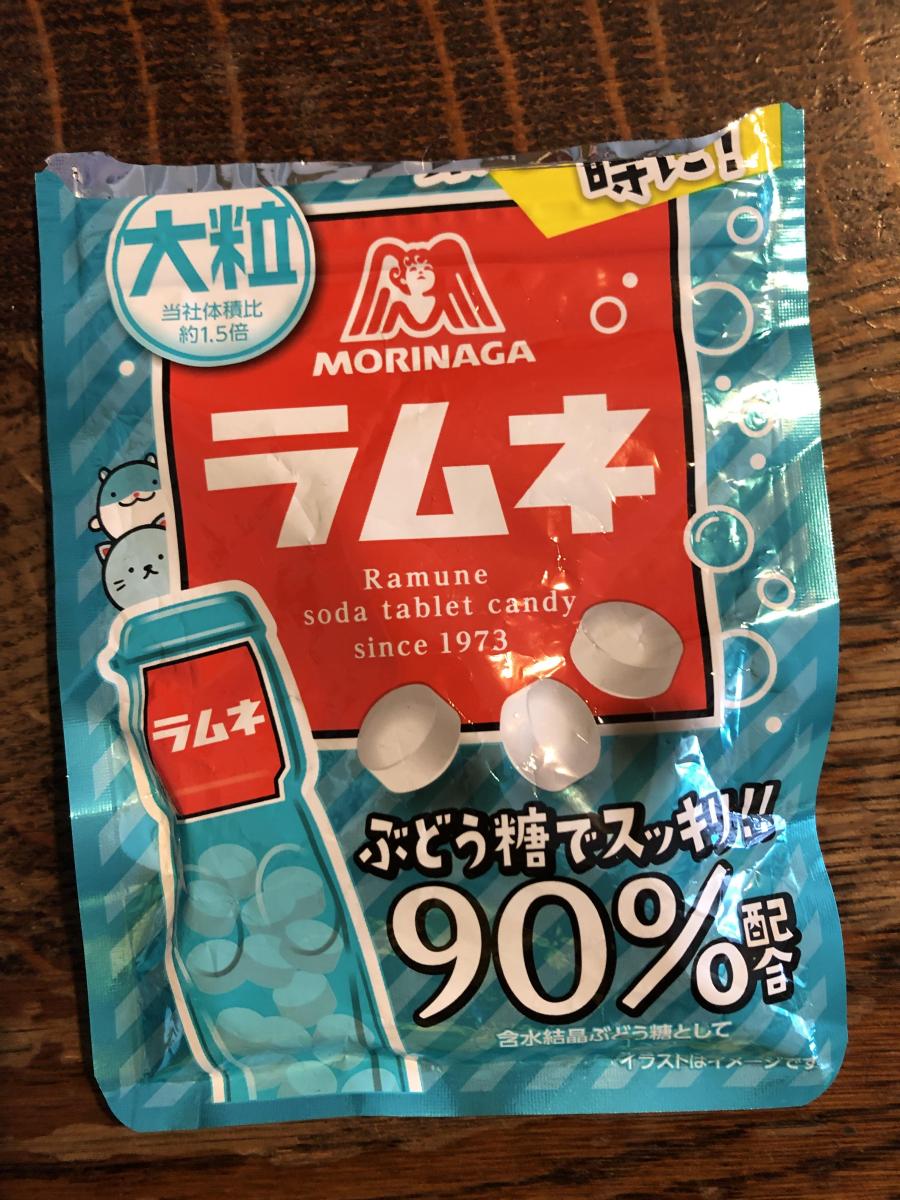 時に!
大粒
当社体積比
約1.5倍
MORINAGA
ラムネ
Ramune
soda tablet candy
since 1973
ラムネ
ぶどう糖でスッキリ!!
90%配合
含水結晶ぶどう糖として
イラストはイメージです